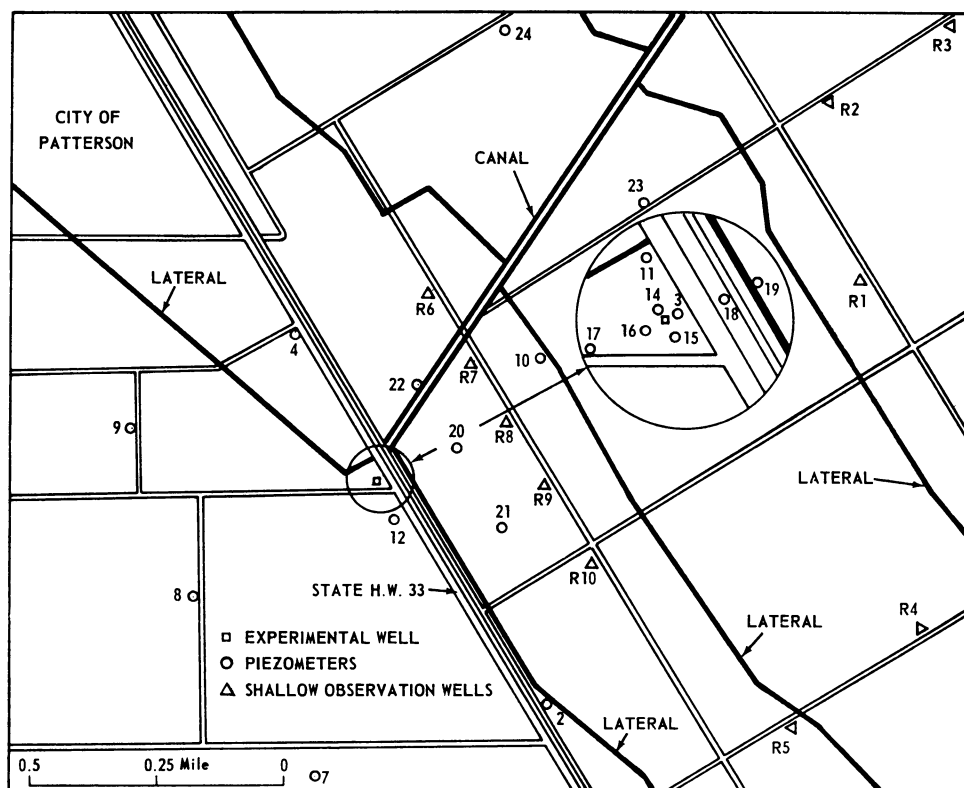 24
R3
CITY OF
PATTERSON
R2
CANAL
23
LATERAL
11
19
14
3
18
R6
R1
4
16
15
17
10
R7
22
9
20
R8
LATERAL
R9
21
12
R10
STATE H.W. 33
8
R4
EXPERIMENTAL WELL
PIEZOMETERS
SHALLOW OBSERVATION WELLS
LATERAL
2
LATERAL
R5
0.5 0.25 Mile 0
7